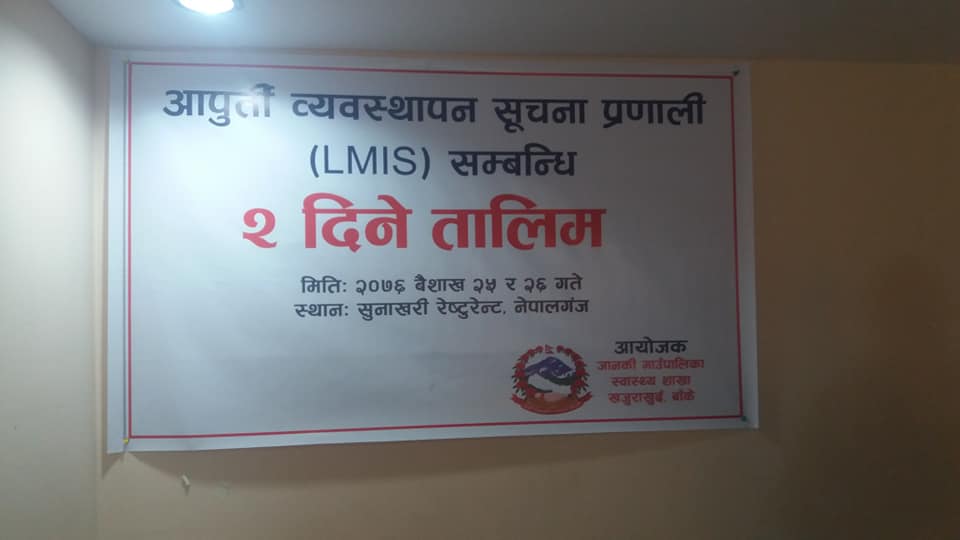 आपुर्ती व्यवस्थापन सूचना प्रणाली
(LMIS) सम्बन्धि
२ दिने तालिम
मिति: २०७६ बैशाख २५ र २६ गते
स्थान: सुनाखरी रेष्टुरेन्ट, नेपालगंज
आयोजक
जानकी गाउँपालिका
स्वास्थ्य शाखा
खजुराखुर्द, बाँके